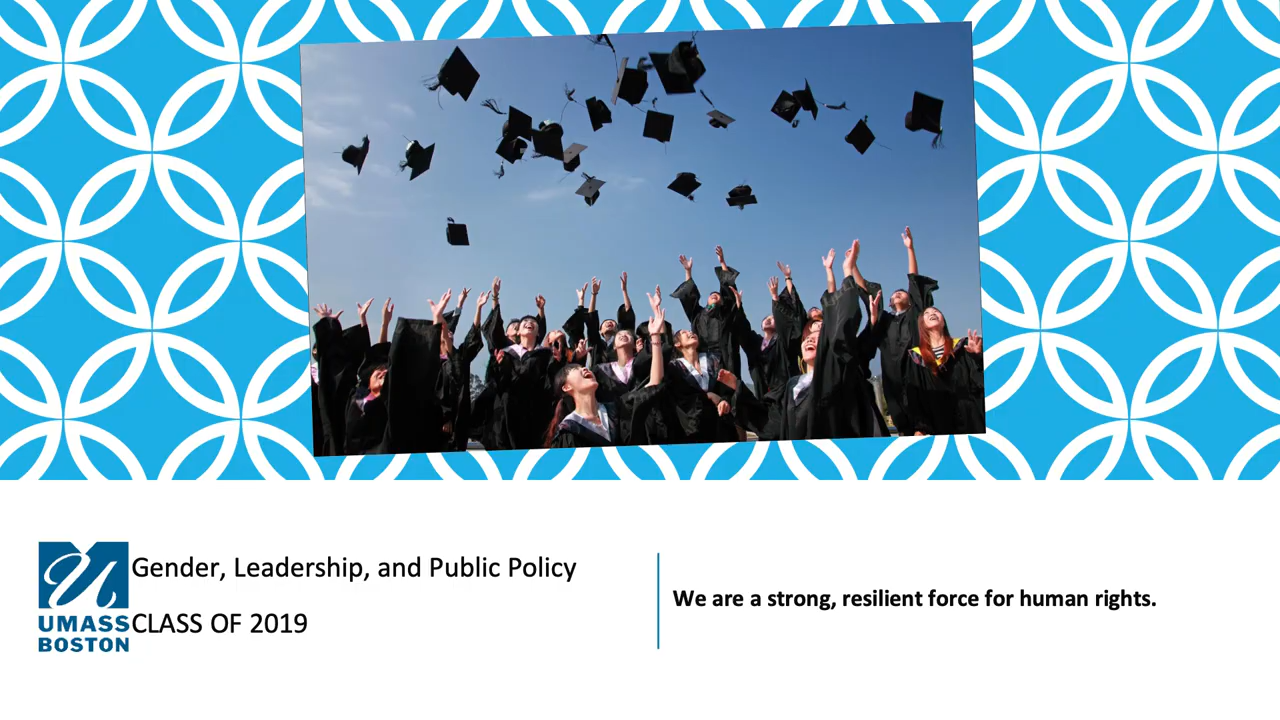 Gender, Leadership, and Public Policy
CLASS OF 2019
UMASS
BOSTON
We are a strong, resilient force for human rights.